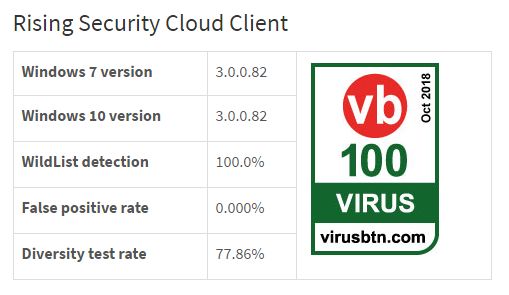 Rising Security Cloud Client
Windows 7 version 3.0.0.82
Windows 10 version 3.0.0.82
WildList detection 100.0%
False positive rate 0.000%
Diversity test rate 77.86%
vb
Oct 2018
100
VIRUS
virusbtn.com